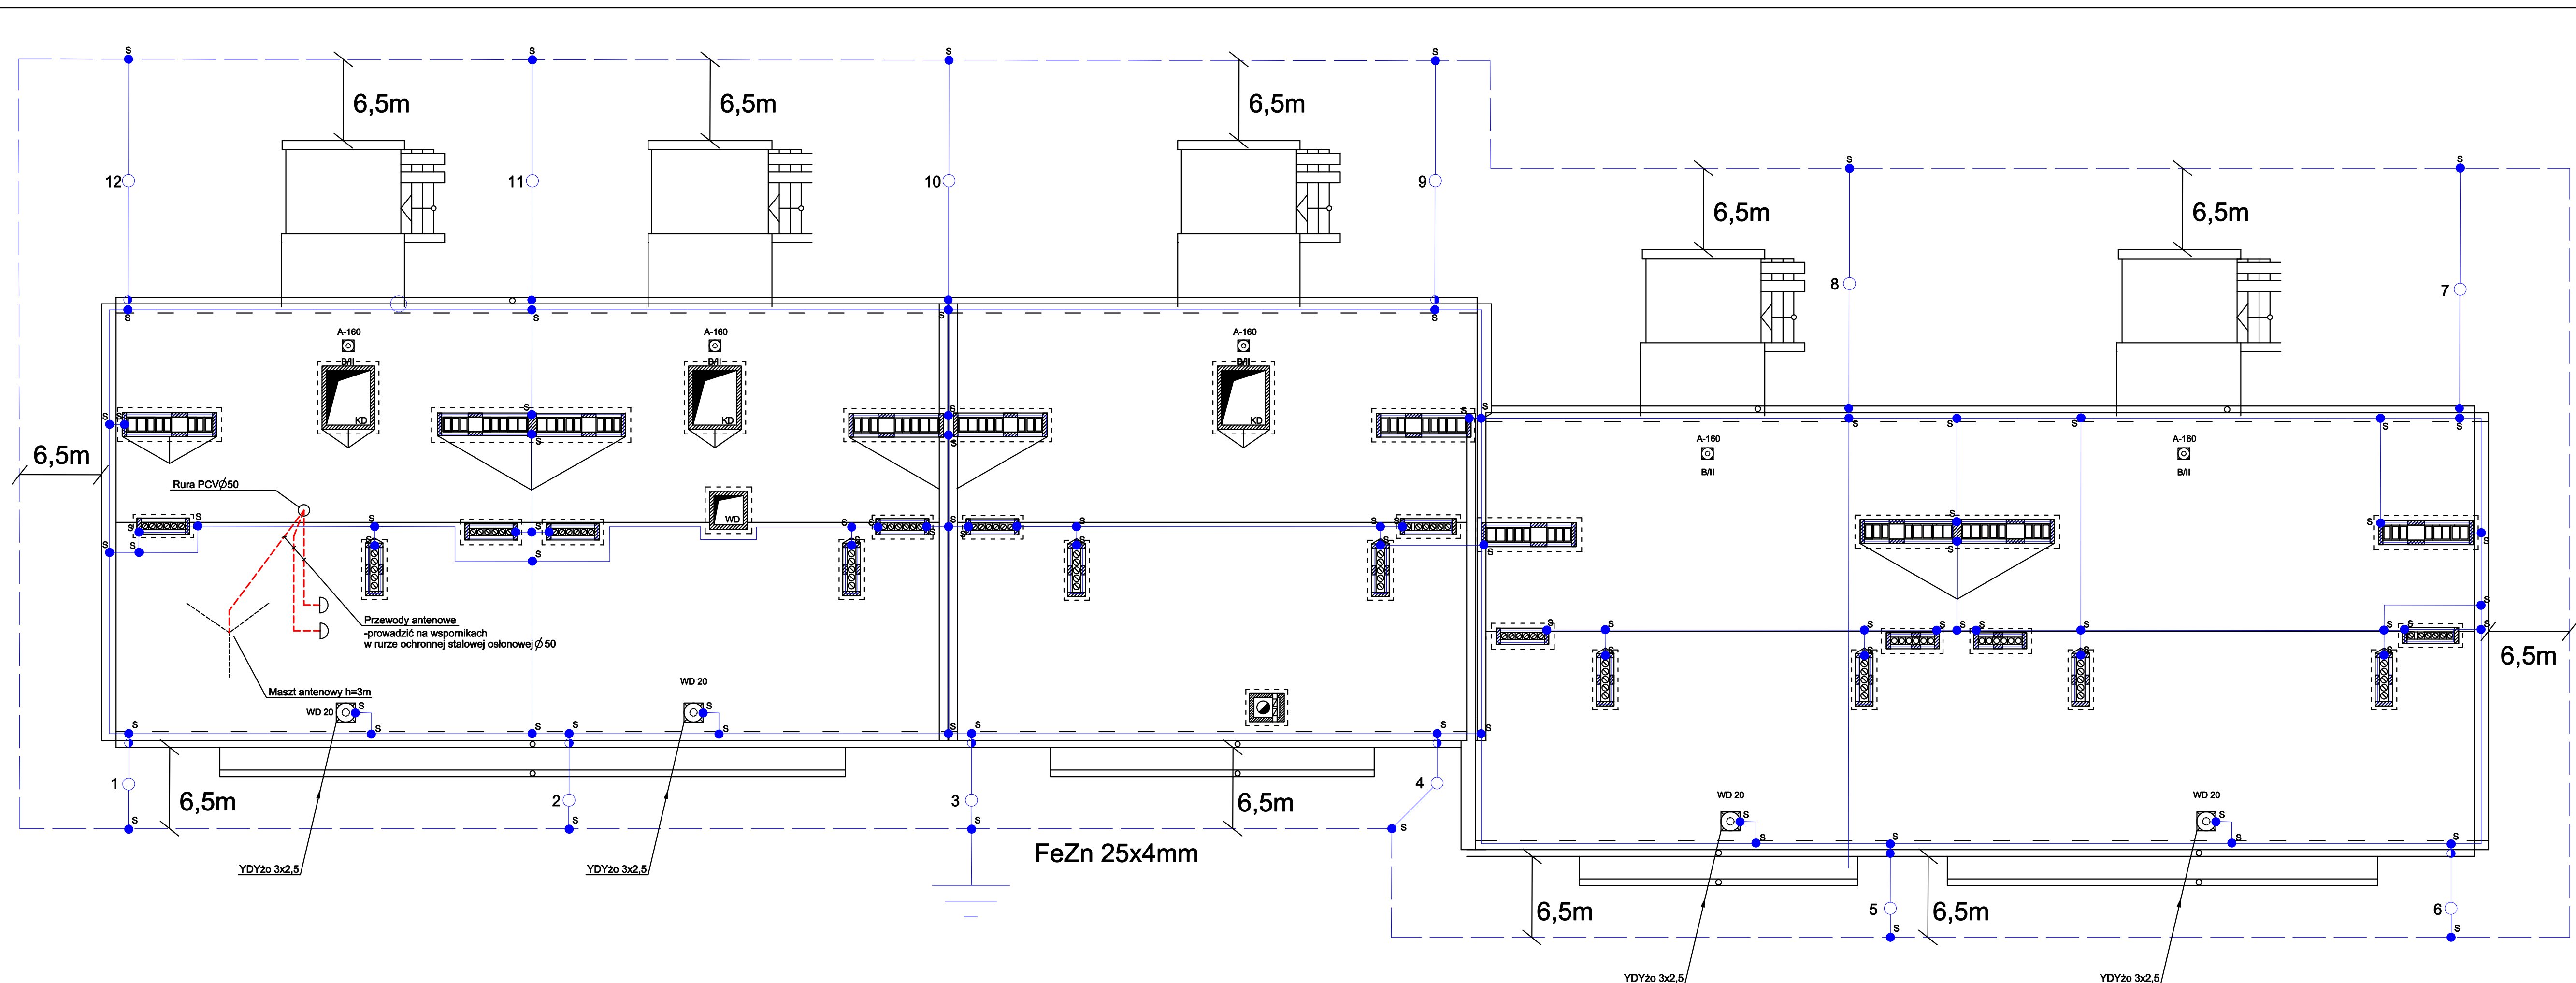 S S S S
6,5m 6,5m 6,5m
12 11 10 9
S S
6,5m 6,5m
8 7
S S S S
A-160 A-160 A-160
B/II B/II B/II
KD KD KD
S S S S S S
A-160 A-160
B/II B/II
6,5m
Rura PCVØ50
WD
S S S S S S S S
Przewody antenowe
-prowadzić na wspornikach
w rurze ochronnej stalowej osłonowej Ø 50
S S S S S S S S
6,5m
Maszt antenowy h=3m
WD 20
WD 20
S S
S S S S S S S S
1 2 3 4
6,5m 6,5m
WD 20 WD 20
S S
S S S S
S S S S
FeZn 25x4mm
YDYżo 3x2,5 YDYżo 3x2,5
6,5m 5 6,5m 6
S S
YDYżo 3x2,5 YDYżo 3x2,5